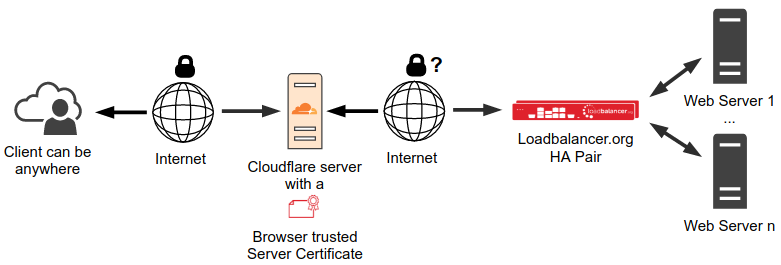 ?
Client can be
anywhere
Internet
Cloudflare server
with a
Browser trusted
Server Certificate
Internet
loadbalancer
Loadbalancer.org
HA Pair
Web Server 1
...
Web Server n